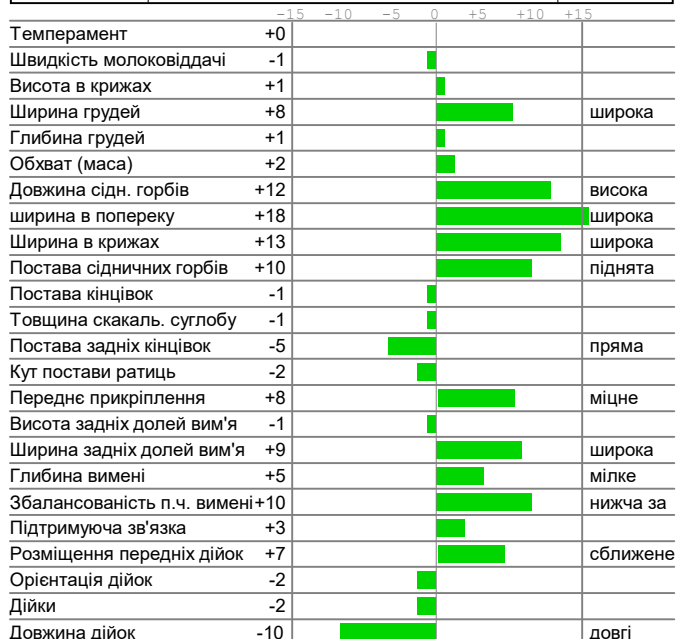 -15 -10 -5 0 +5 +10 +15
Темперамент +0
Швидкість молоковіддачі -1
Висота в крижах +1
Ширина грудей +8 широка
Глибина грудей +1
Обхват (маса) +2
Довжина сідн. горбів +12 висока
ширина в попереку +18 широка
Ширина в крижах +13 широка
Постава сідничних горбів +10 піднята
Постава кінцівок -1
Товщина скакаль. суглобу -1
Постава задніх кінцівок -5 пряма
Кут постави ратиць -2
Переднє прикріплення +8 міцне
Висота задніх долей вим'я -1
Ширина задніх долей вим'я +9 широка
Глибина вимені +5 мілке
Збалансованість п.ч. вимені+10 нижча за
Підтримуюча зв'язка +3
Розміщення передніх дійок +7 сближене
Орієнтація дійок -2
Дійки -2
Довжина дійок -10 довгі